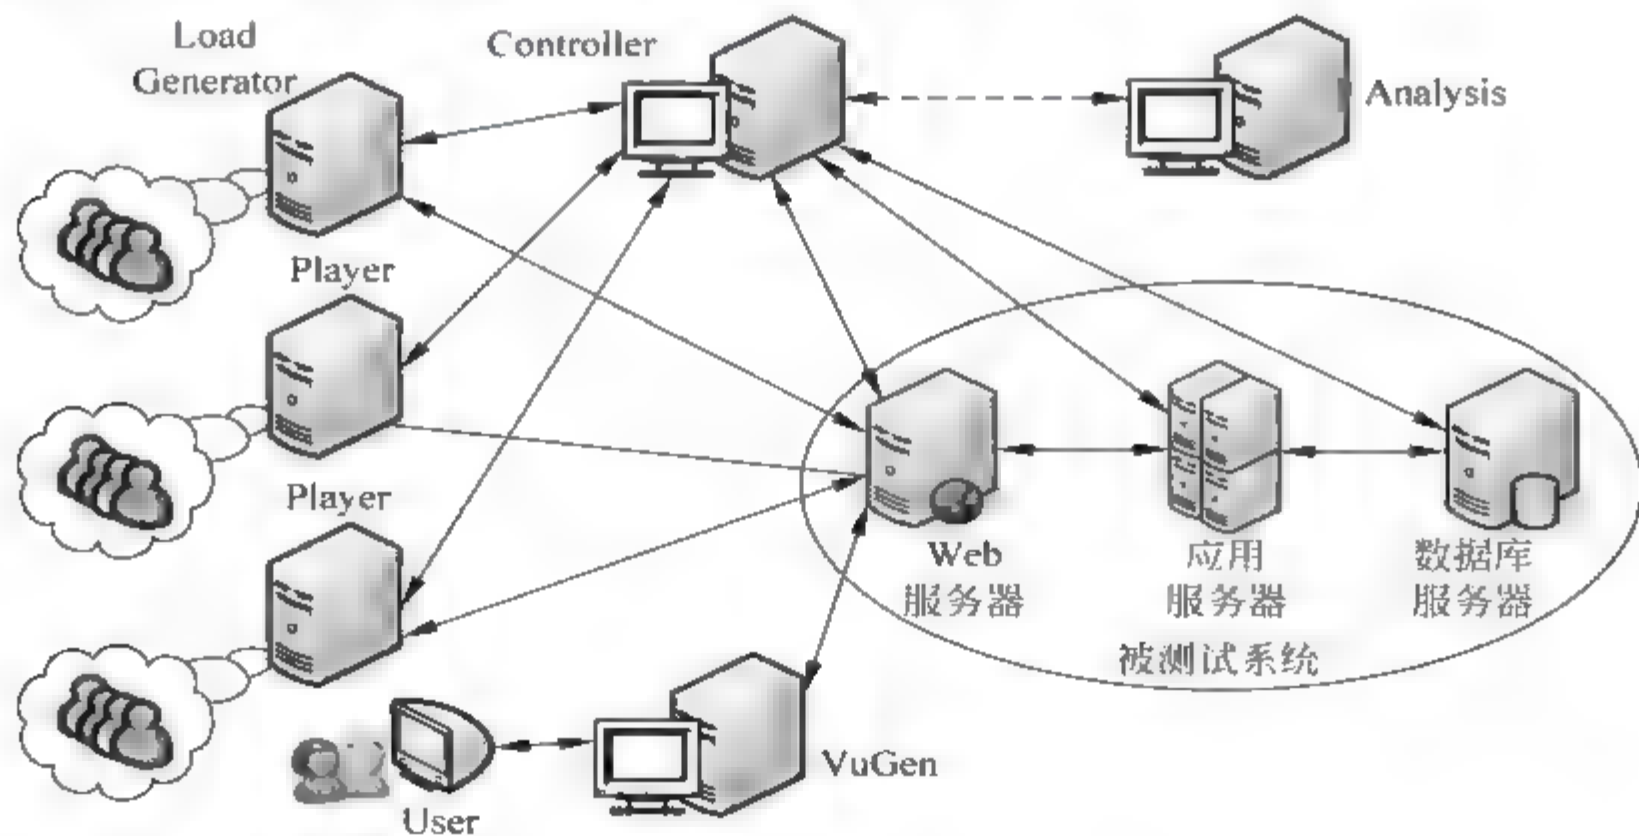 Load
Generator
Controller
Analysis
Player
Player
Web
服务器
应用
服务器
数据库
服务器
被测试系统
VuGen
User